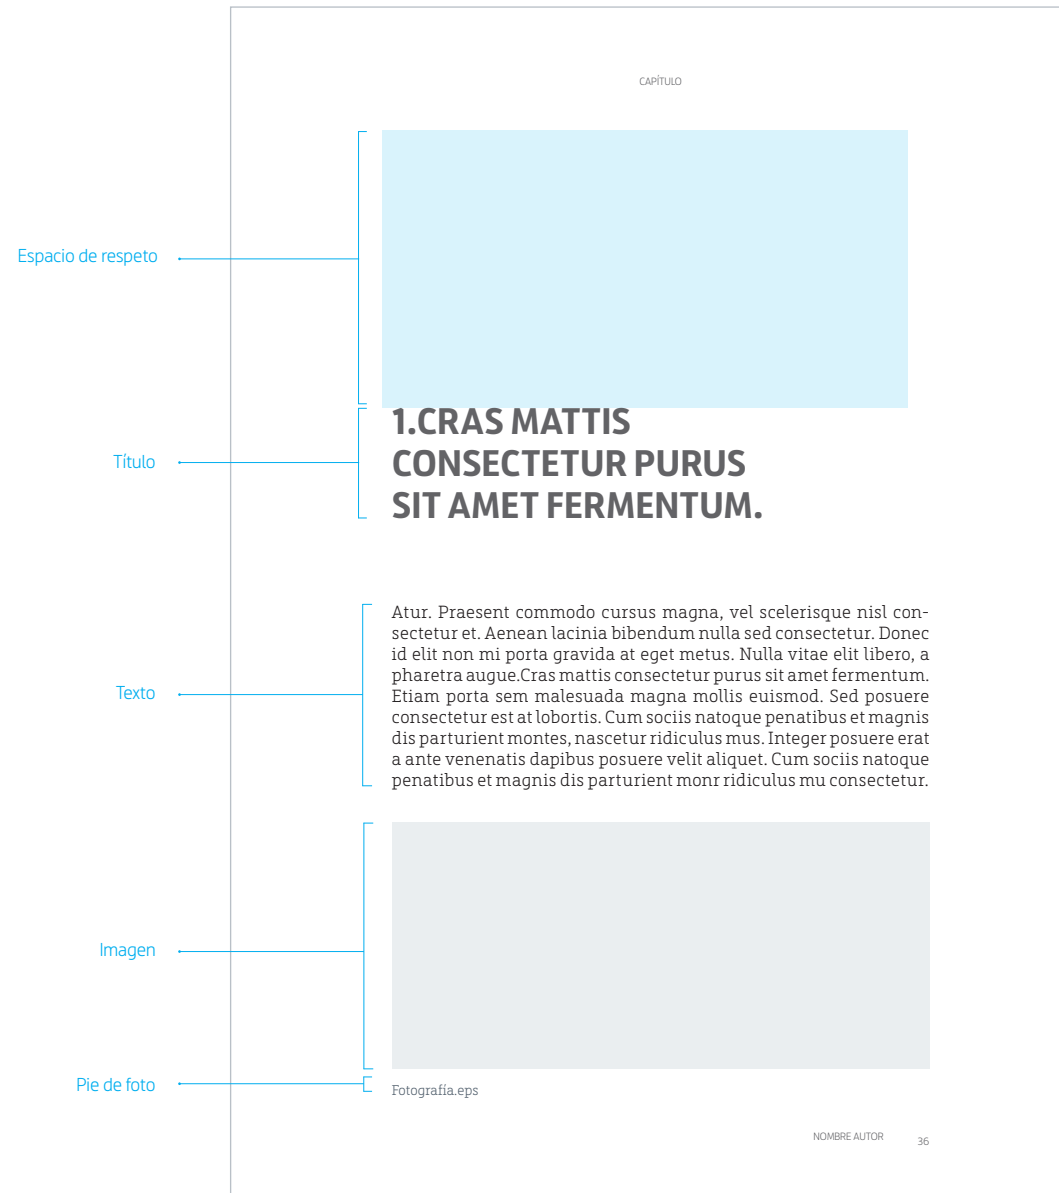 CAPÍTULO
Espacio de respeto
Título
1.CRAS MATTIS
CONSECTETUR PURUS
SIT AMET FERMENTUM.
Texto
Atur. Praesent commodo cursus magna, vel scelerisque nisl con-
sectetur et. Aenean lacinia bibendum nulla sed consectetur. Donec
id elit non mi porta gravida at eget metus. Nulla vitae elit libero, a
pharetra augue.Cras mattis consectetur purus sit amet fermentum.
Etiam porta sem malesuada magna mollis euismod. Sed posuere
consectetur est at lobortis. Cum sociis natoque penatibus et magnis
dis parturient montes, nascetur ridiculus mus. Integer posuere erat
a ante venenatis dapibus posuere velit aliquet. Cum sociis natoque
penatibus et magnis dis parturient monr ridiculus mu consectetur.
Imagen
Pie de foto
Fotografía.eps
NOMBRE AUTOR 36